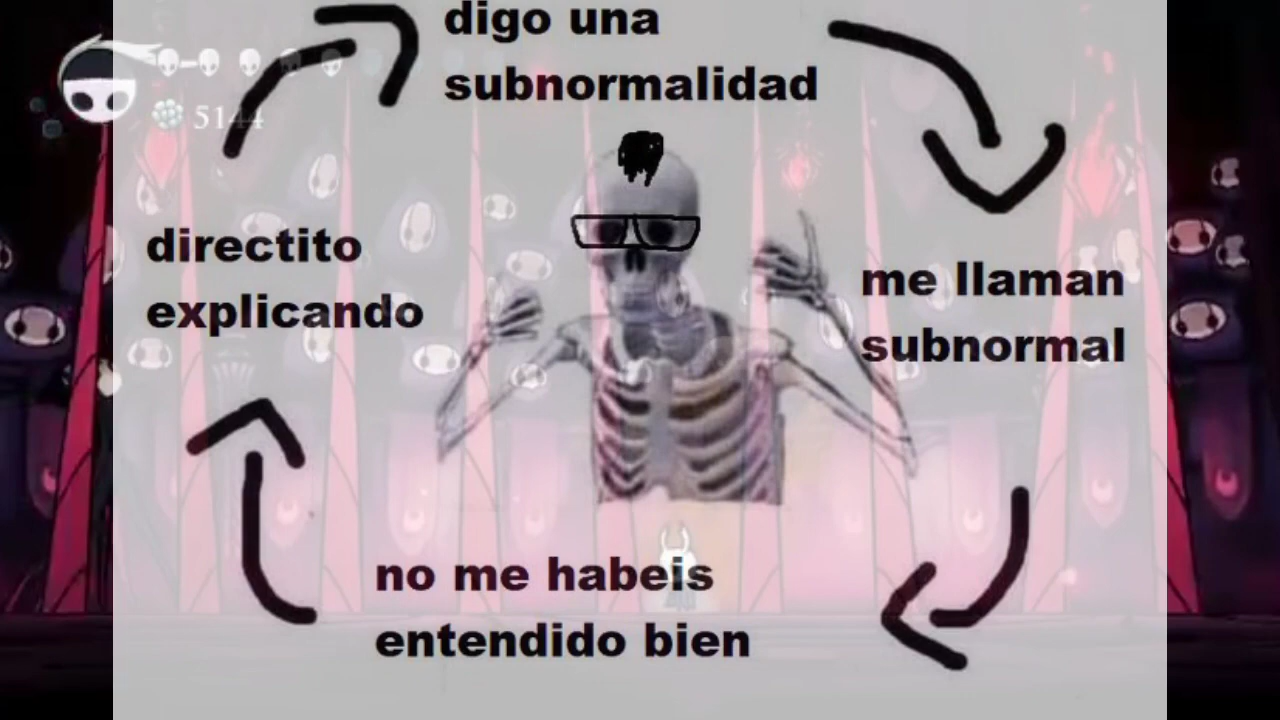 digo una
subnormalidad
5144
directito
explicando
me llaman
subnormal
no me habeis
entendido bien